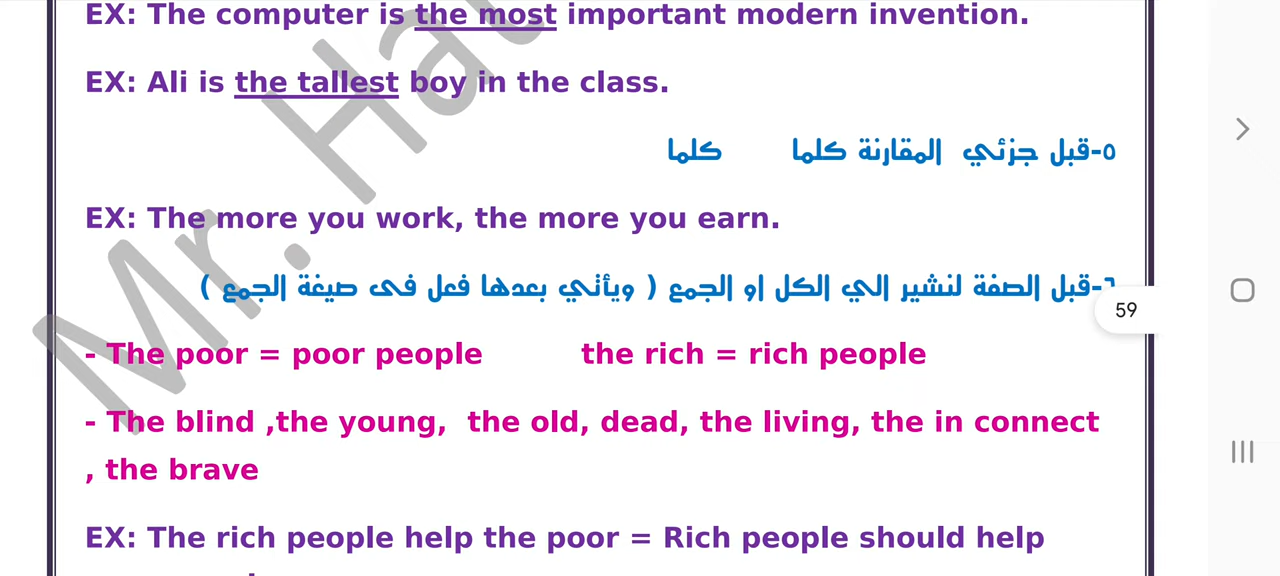 EX: The computer is the most important modern invention.
EX: Ali is the tallest boy in the class.
٥-قبل جزئي المقارنة كلما كلما
EX: The more you work, the more you earn.
٦-قبل الصفة لنشير الي الكل او الجمع ( ويأتي بعدها فعل فى صيغة الجمع )
59
- The poor = poor people the rich = rich people
- The blind ,the young, the old, dead, the living, the in connect
, the brave
EX: The rich people help the poor = Rich people should help